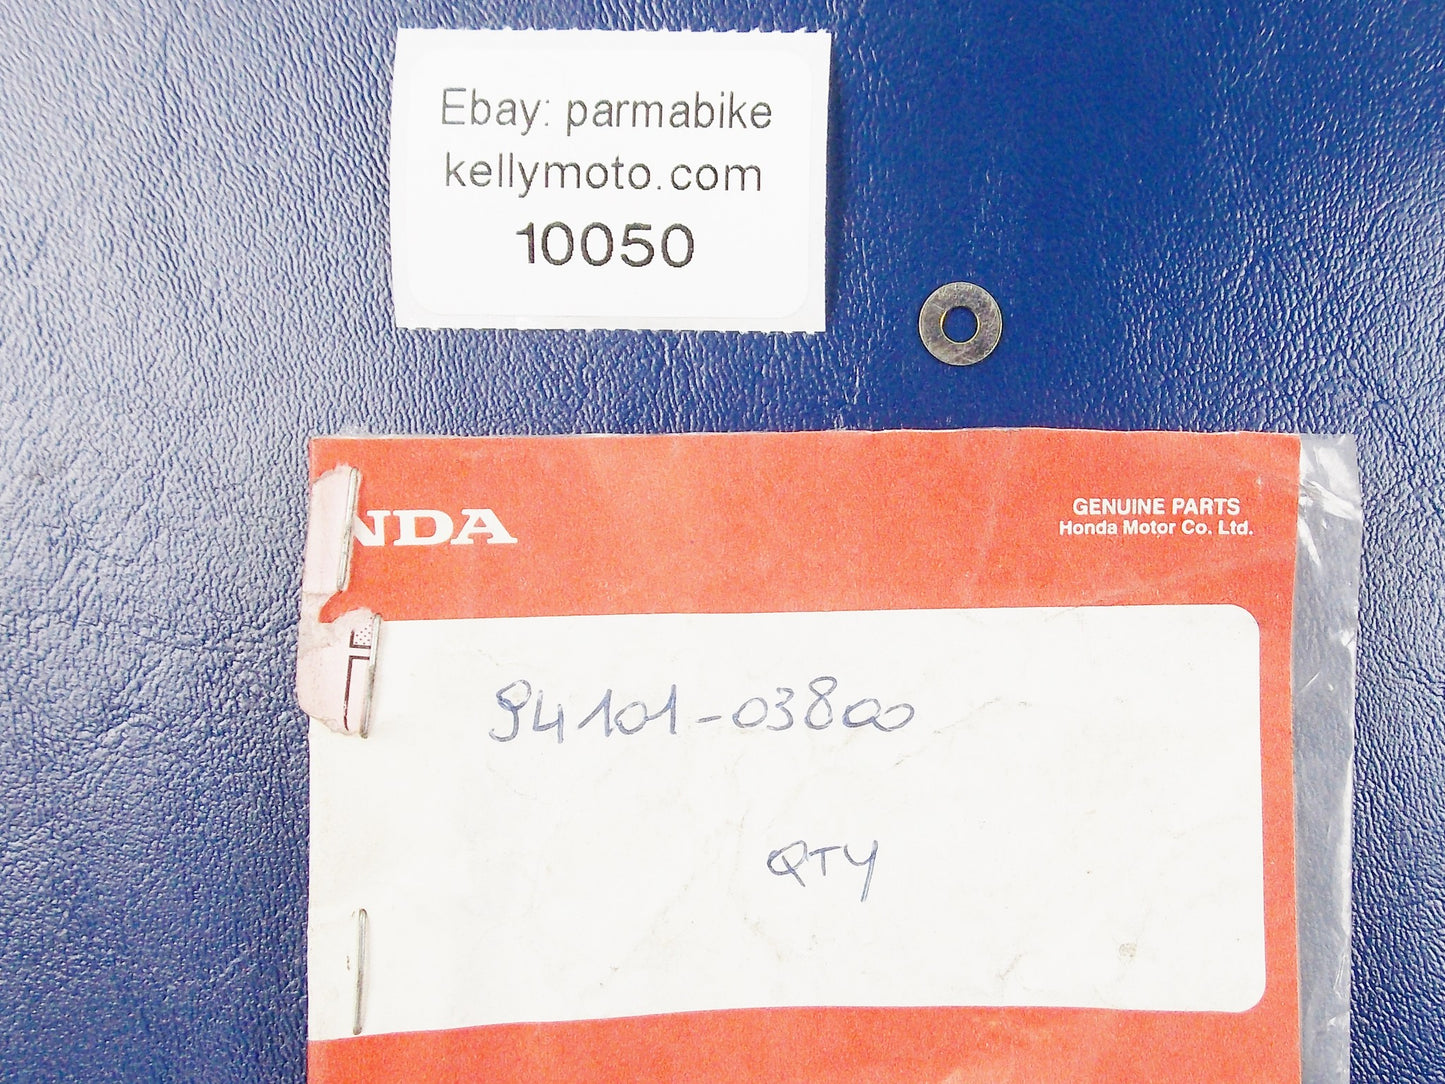 Ebay: parmabike
kellymoto.com
10050
NDA
GENUINE PARTS
Honda Motor Co. Ltd.
94101-03800
QTY